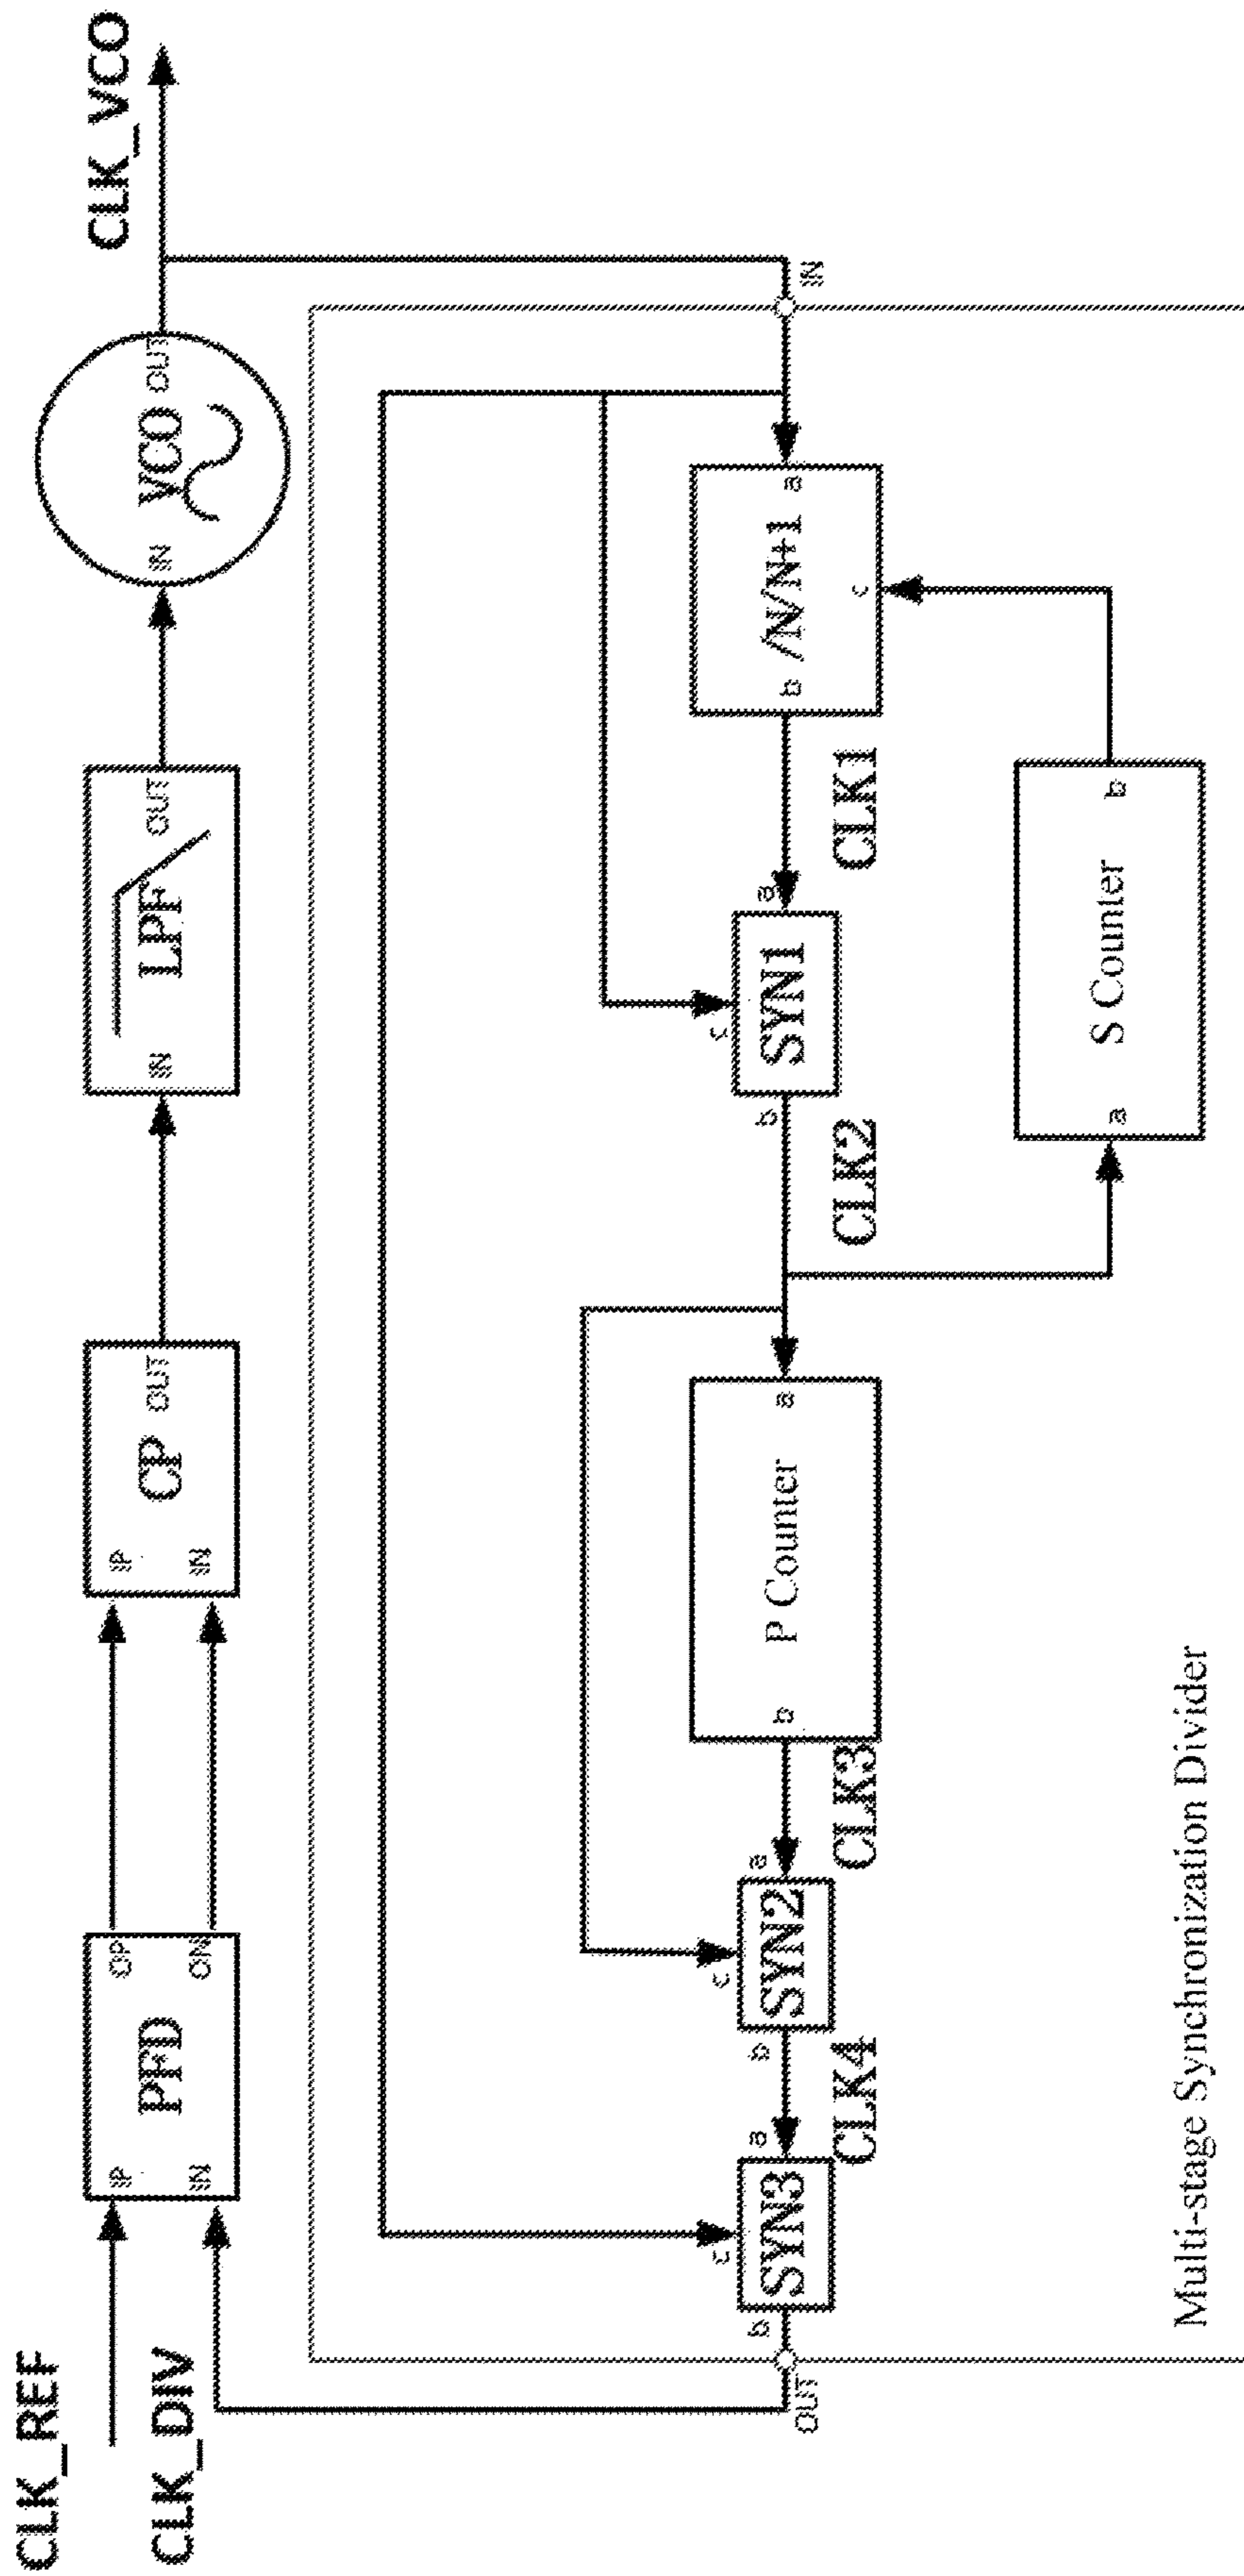 CLK_REF
CLK_DIV
IP
IN
PFD
OP
ON
IP
IN
CP
OUT
IN
LPF
OUT
IN
VCO
OUT
CLK_VCO
IN
OUT
b
SYN3
a
c
CLK4
b
SYN2
a
c
CLK3
b
P Counter
a
CLK2
b
SYN1
a
c
CLK1
b
/N/N+1
a
c
a
S Counter
b
Multi-stage Synchronization Divider